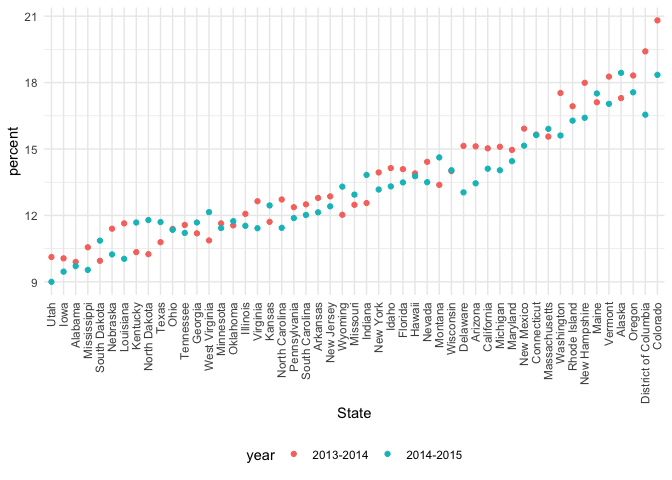 21
18
15
12
9
percent
Utah
Iowa
Alabama
Mississippi
South Dakota
Nebraska
Louisiana
Kentucky
North Dakota
Texas
Ohio
Tennessee
Georgia
West Virginia
Minnesota
Oklahoma
Illinois
Virginia
Kansas
North Carolina
Pennsylvania
South Carolina
Arkansas
New Jersey
Wyoming
Missouri
Indiana
New York
Idaho
Florida
Hawaii
Nevada
Montana
Wisconsin
Delaware
Arizona
California
Michigan
Maryland
New Mexico
Connecticut
Massachusetts
Washington
Rhode Island
New Hampshire
Maine
Vermont
Alaska
Oregon
District of Columbia
Colorado
State
year 2013-2014 2014-2015